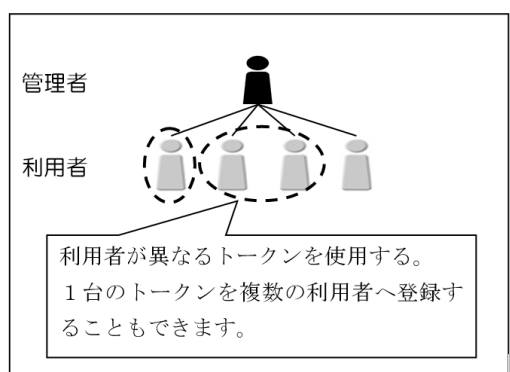 管理者
利用者
利用者が異なるトークンを使用する。
１台のトークンを複数の利用者へ登録す
ることもできます。